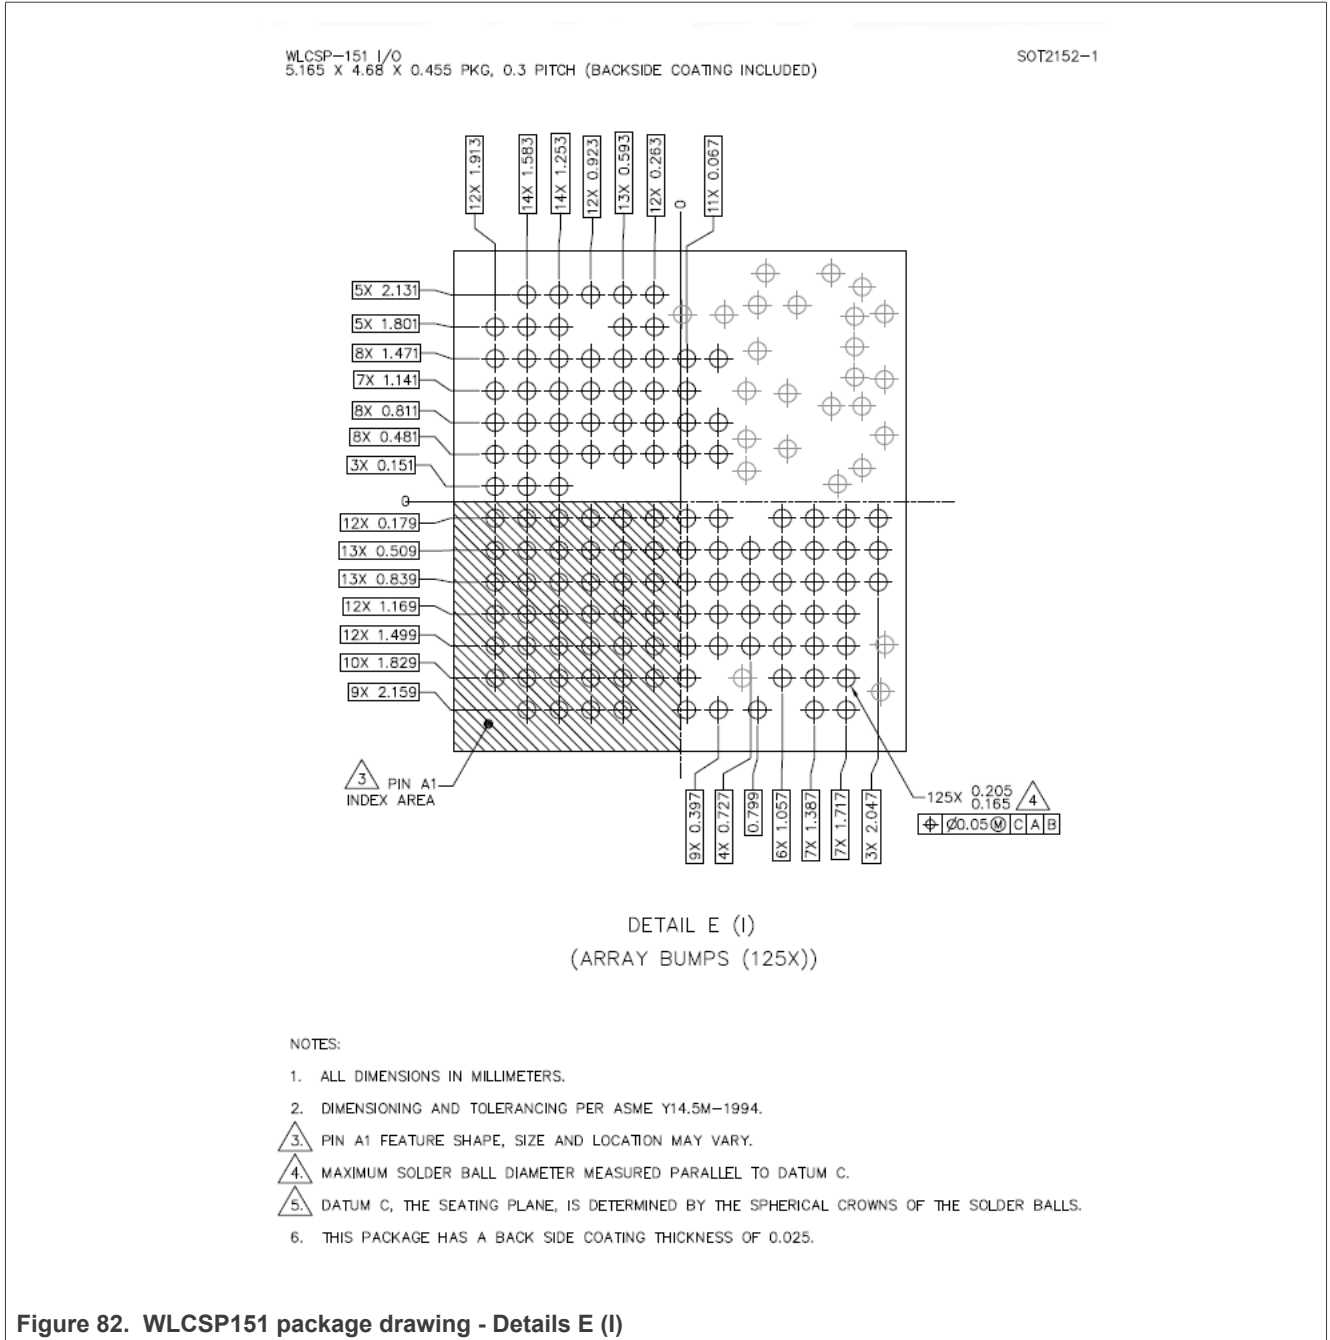 WLCSP-151 I/O
5.165 X 4.68 X 0.455 PKG, 0.3 PITCH (BACKSIDE COATING INCLUDED)
SOT2152-1
12X 1.913
14X 1.583
14X 1.253
12X 0.923
13X 0.593
12X 0.263
0
11X 0.067
5X 2.131
5X 1.801
8X 1.471
7X 1.141
8X 0.811
8X 0.481
3X 0.151
0
12X 0.179
13X 0.509
13X 0.839
12X 1.169
12X 1.499
10X 1.829
9X 2.159
3 PIN A1
INDEX AREA
9X 0.397
4X 0.727
0.799
6X 1.057
7X 1.387
7X 1.717
3X 2.047
125X 0.205
0.165
4
⌖ Ø0.05Ⓜ C A B
DETAIL E (I)
(ARRAY BUMPS (125X))
NOTES:
1. ALL DIMENSIONS IN MILLIMETERS.
2. DIMENSIONING AND TOLERANCING PER ASME Y14.5M-1994.
3. PIN A1 FEATURE SHAPE, SIZE AND LOCATION MAY VARY.
4. MAXIMUM SOLDER BALL DIAMETER MEASURED PARALLEL TO DATUM C.
5. DATUM C, THE SEATING PLANE, IS DETERMINED BY THE SPHERICAL CROWNS OF THE SOLDER BALLS.
6. THIS PACKAGE HAS A BACK SIDE COATING THICKNESS OF 0.025.
Figure 82. WLCSP151 package drawing - Details E (I)